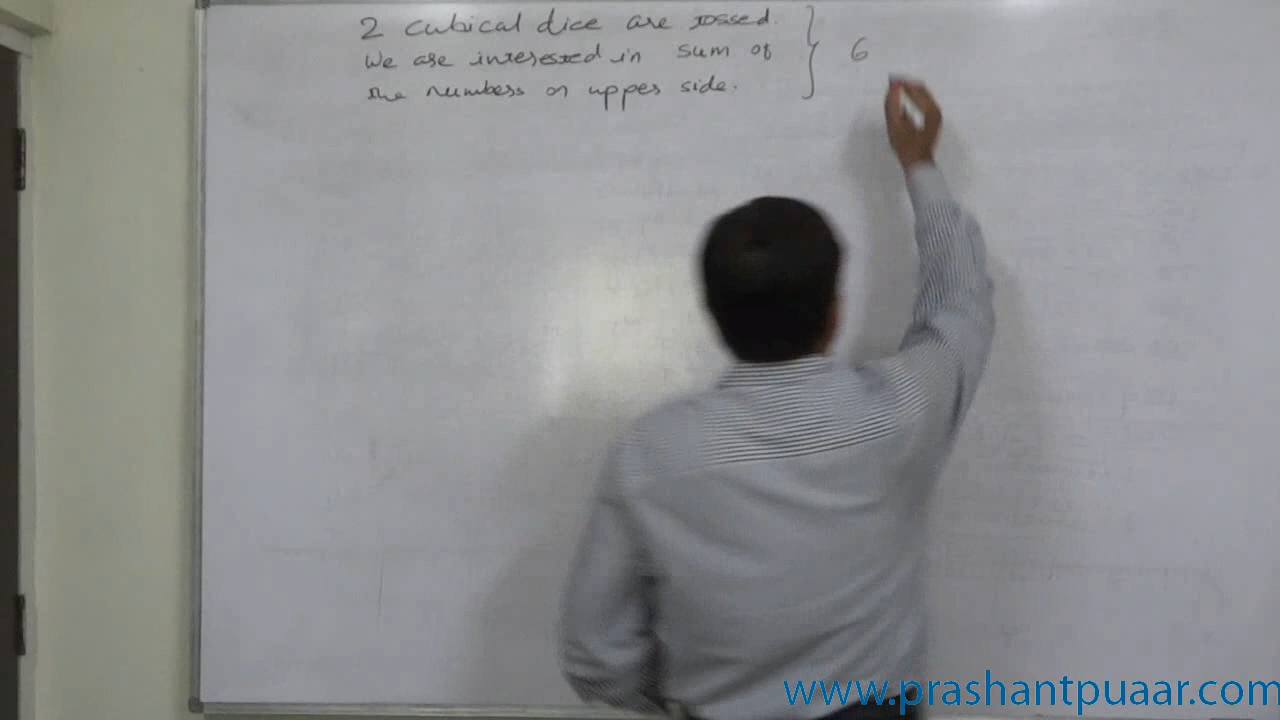 2 cubical dice are tossed.
We are interested in sum of
the numbers on upper side.
6
www.prashantpuaar.com